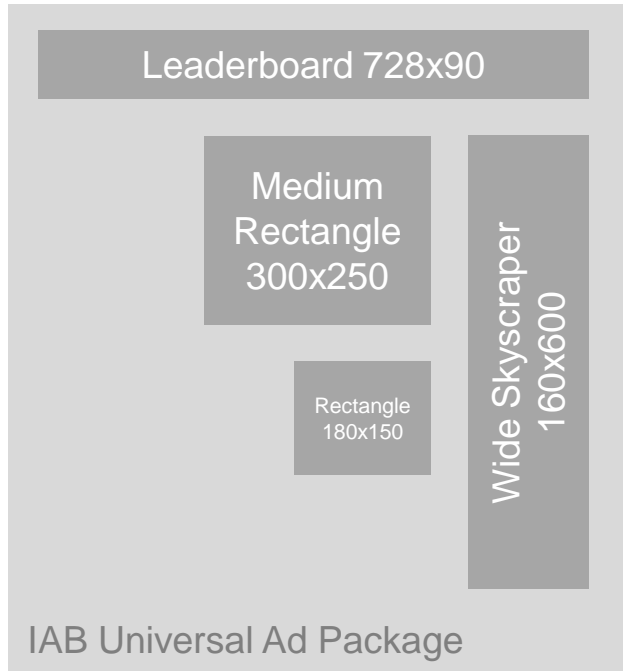 Leaderboard 728x90
Medium
Rectangle
300x250
Rectangle
180x150
Wide Skyscraper
160x600
IAB Universal Ad Package